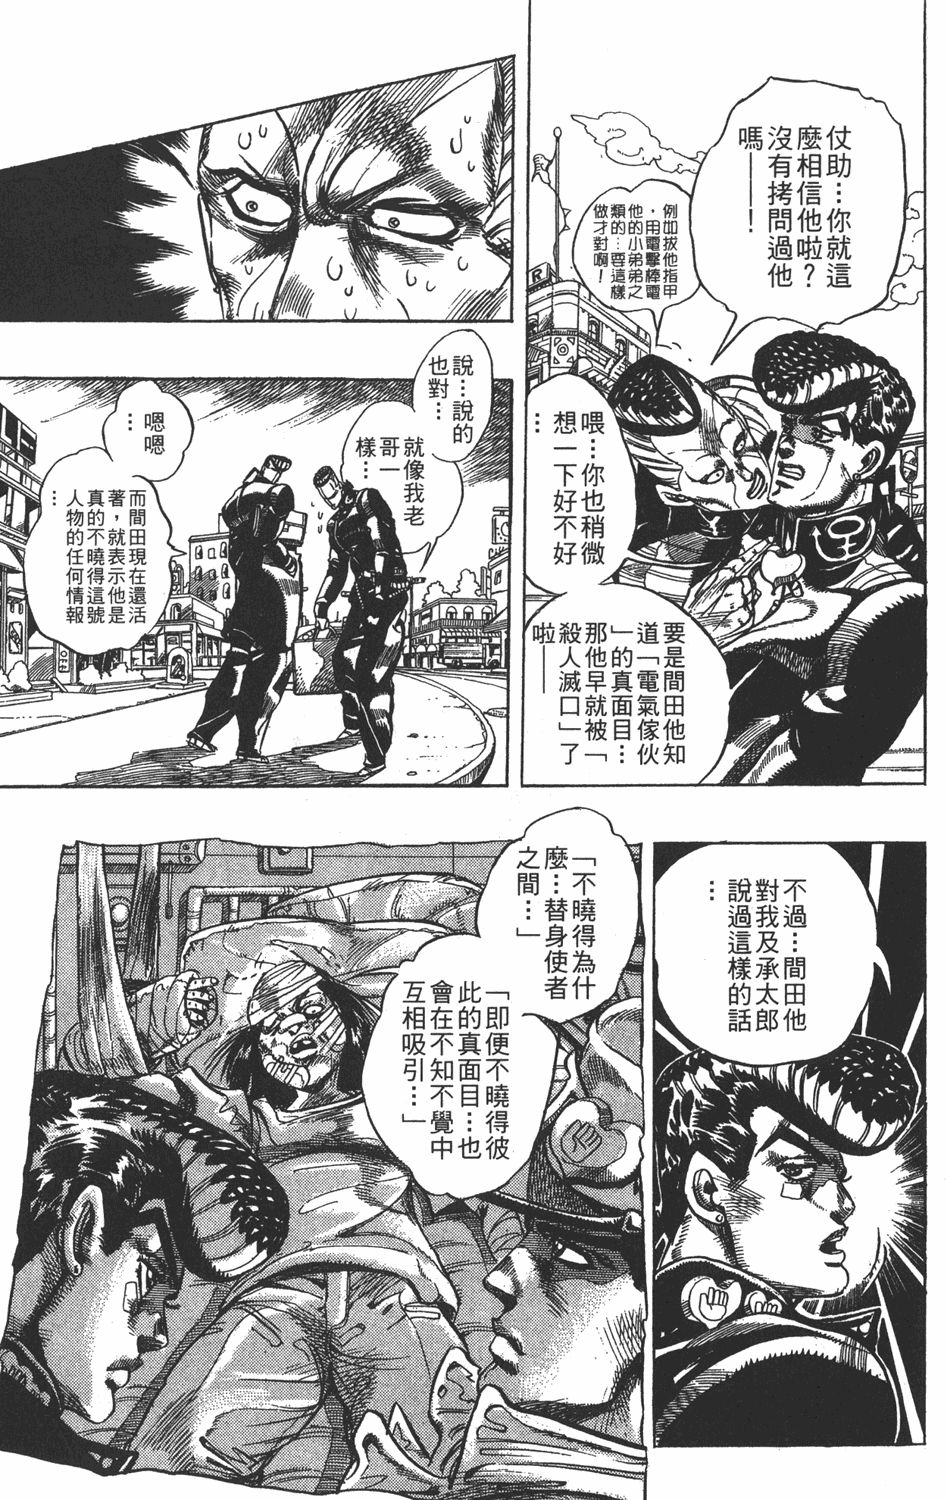 仗助…你就這
麼相信他啦？
沒有拷問過他
嗎──！
例如拔他指甲
，用電擊棒電
他的小弟弟之
類的…要這樣
做才對啊！
喂…你也稍微
想一下好不好
…
要是間田他知
道「電氣傢伙
」的真面目…
那他早就被「
殺人滅口」了
啦──
說…說的
也對…
就像我老
哥一
樣…
嗯嗯
…
而間田現在還活
著，就表示他是
真的不曉得這號
人物的任何情報
…
不過…間田他
對我及承太郎
說過這樣的話
…
「不曉得為什
麼…替身使者
之間…」
「即便不曉得彼
此的真面目…也
會在不知不覺中
互相吸引…」